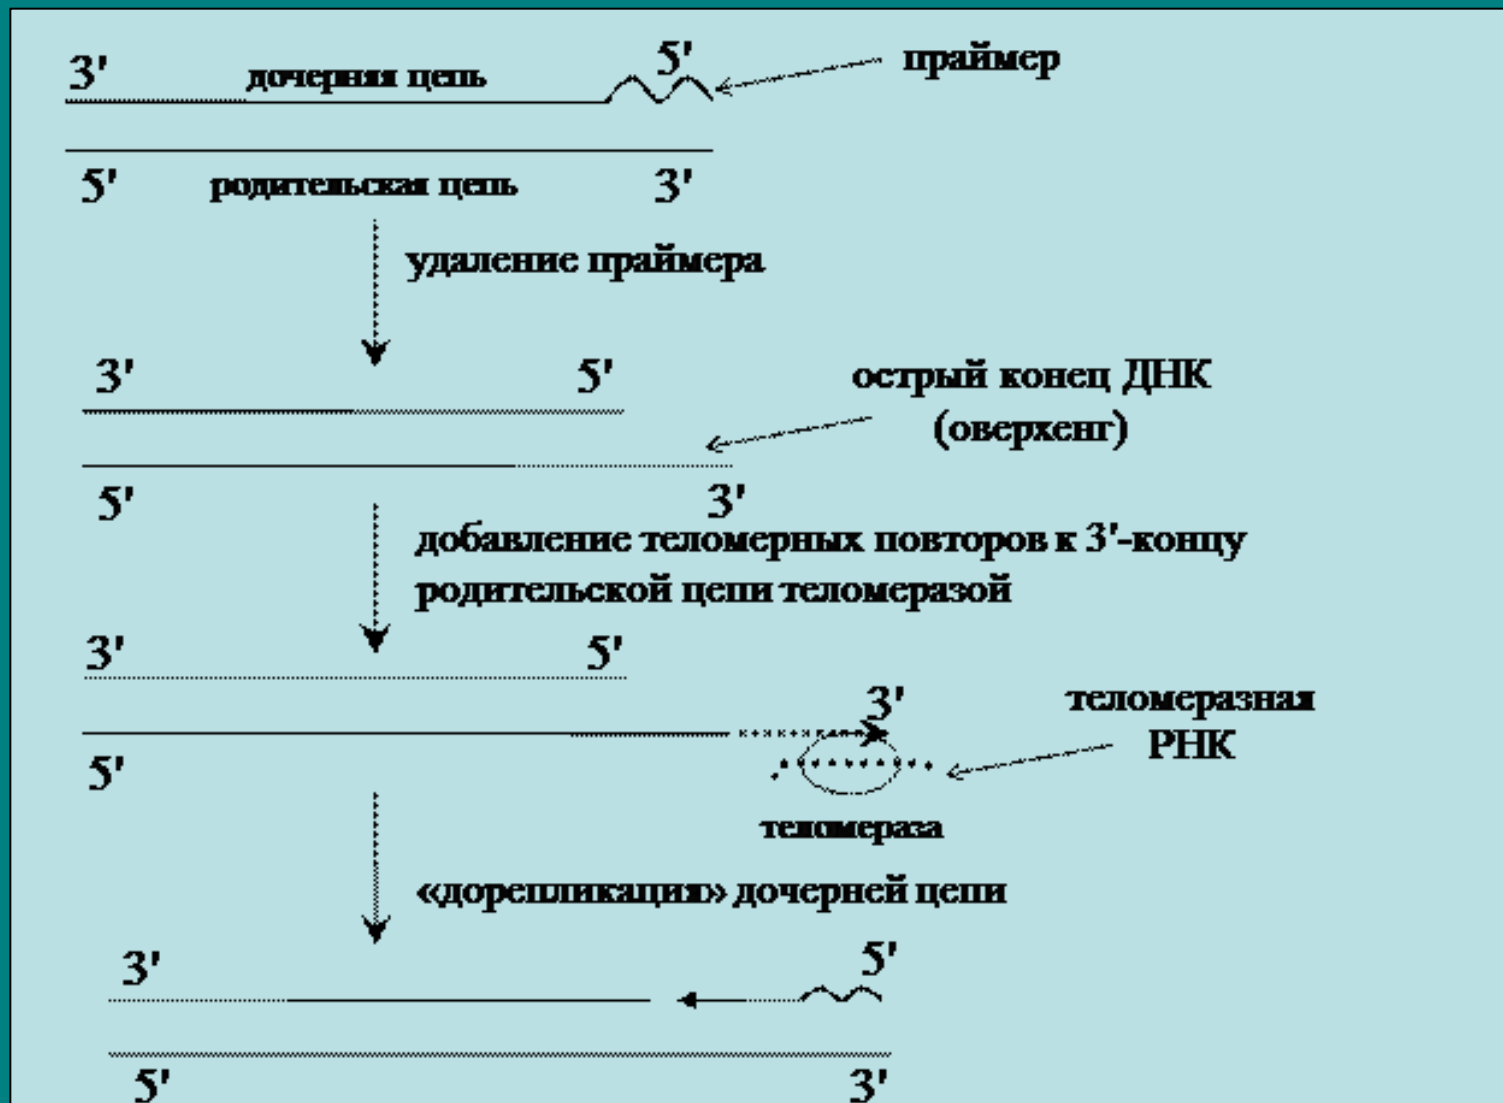 3' дочерняя цепь 5' праймер
5' родительская цепь 3'
удаление праймера
3' 5' острый конец ДНК
(оверхенг)
5' 3'
добавление теломерных повторов к 3'-концу
родительской цепи теломеразой
3' 5'
3' теломеразная
РНК
5'
теломераза
«дорепликация» дочерней цепи
3' 5'
5' 3'